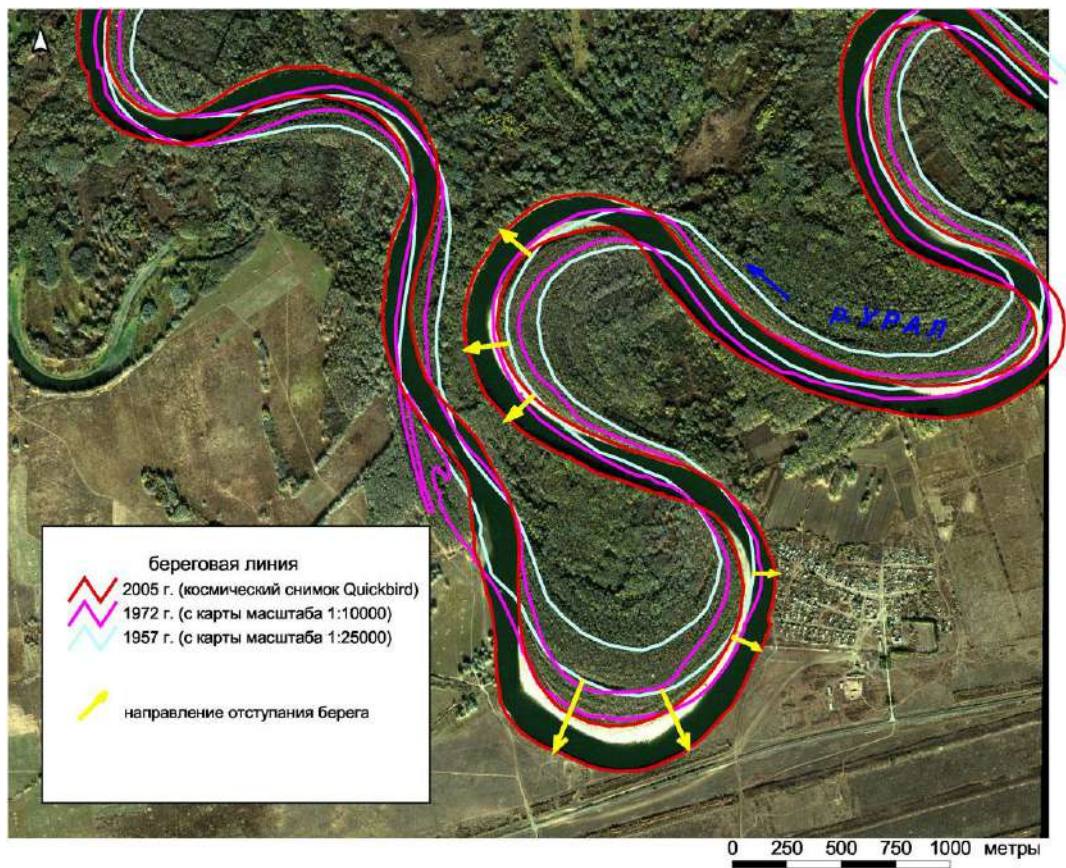 р.УРАЛ
береговая линия
2005 г. (космический снимок Quickbird)
1972 г. (с карты масштаба 1:10000)
1957 г. (с карты масштаба 1:25000)
направление отступания берега
0 250 500 750 1000 метры